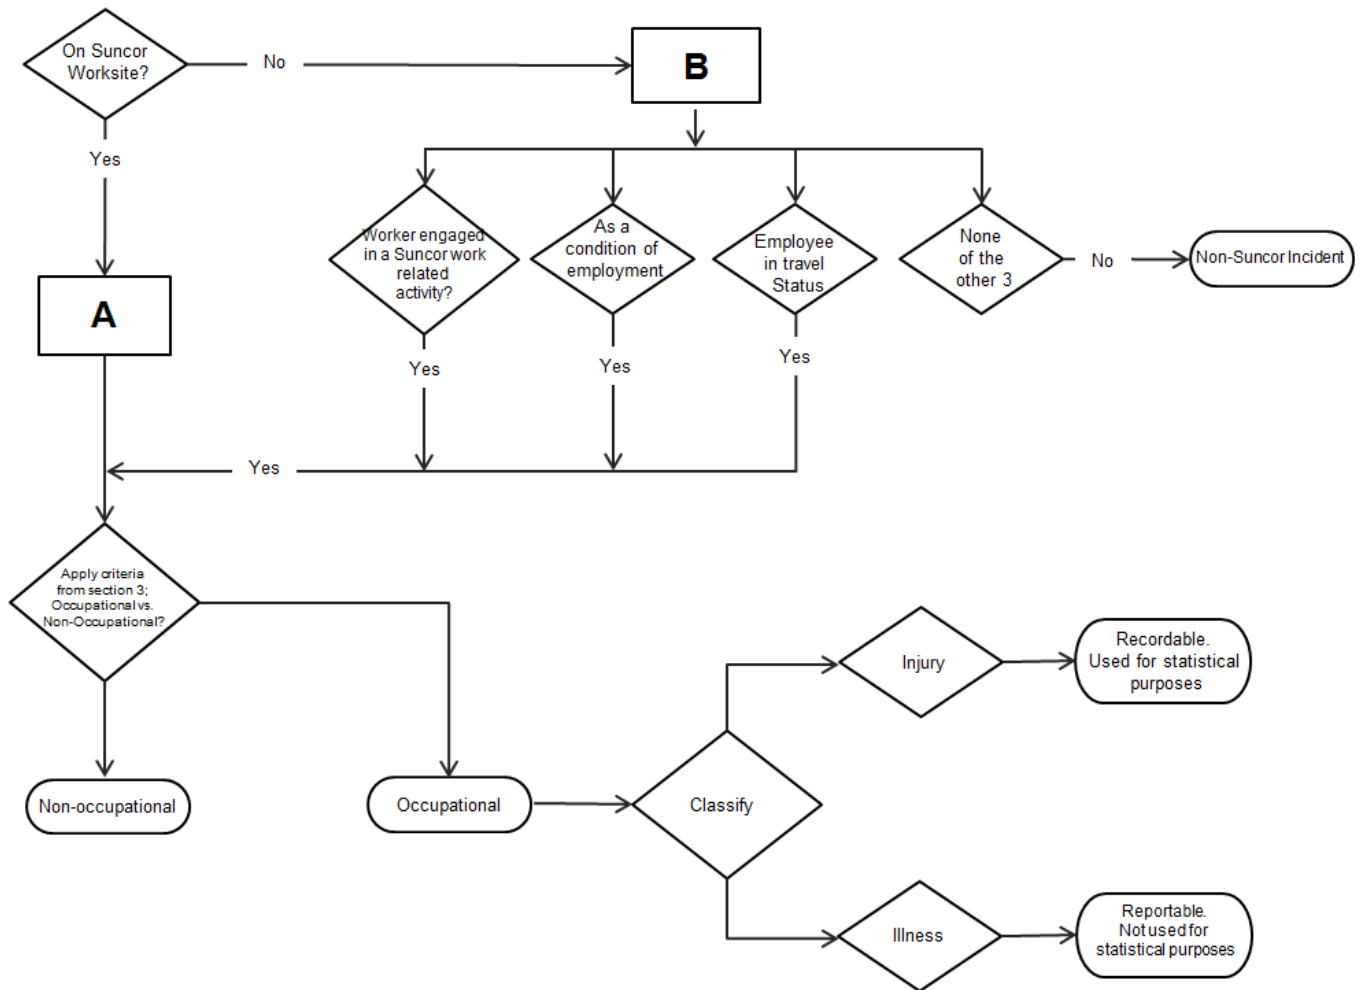 On Suncor
Worksite?
No
B
Yes
Worker engaged
in a Suncor work
related
activity?
As a
condition of
employment
Employee
in travel
Status
None
of the
other 3
No
Non-Suncor Incident
A
Yes
Yes
Yes
Yes
Apply criteria
from section 3;
Occupational vs.
Non-Occupational?
Injury
Recordable.
Used for statistical
purposes
Non-occupational
Occupational
Classify
Illness
Reportable.
Not used for
statistical purposes